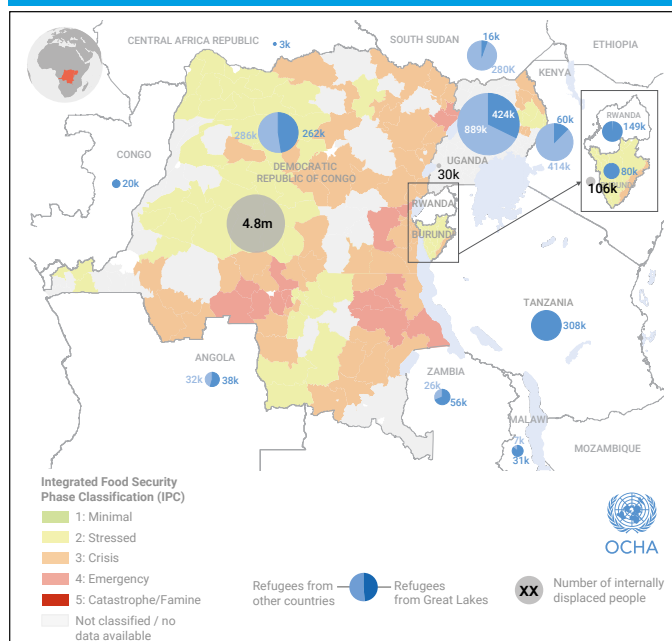 CENTRAL AFRICA REPUBLIC
3k
SOUTH SUDAN
16k
280K
ETHIOPIA
KENYA
286k
262k
889k
424k
60k
414k
UGANDA
30k
RWANDA
149k
80k
106k
CONGO
20k
DEMOCRATIC
REPUBLIC OF CONGO
4.8m
RWANDA
BURUNDI
TANZANIA
308k
ANGOLA
32k
38k
ZAMBIA
26k
56k
MALAWI
7k
31k
MOZAMBIQUE
Integrated Food Security
Phase Classification (IPC)
1: Minimal
2: Stressed
3: Crisis
4: Emergency
5: Catastrophe/Famine
Not classified / no
data available
Refugees from
other countries
Refugees
from Great Lakes
XX
Number of internally
displaced people
OCHA